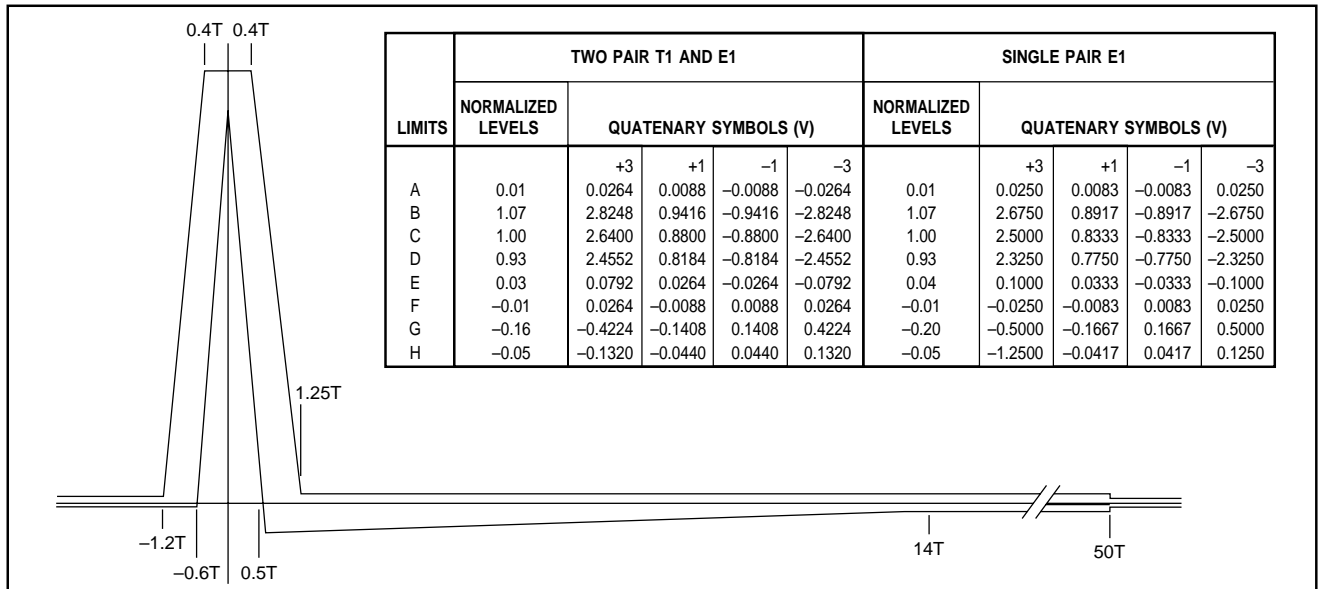 0.4T 0.4T
TWO PAIR T1 AND E1 SINGLE PAIR E1
LIMITS NORMALIZED LEVELS QUATENARY SYMBOLS (V) NORMALIZED LEVELS QUATENARY SYMBOLS (V)
+3 +1 –1 –3 +3 +1 –1 –3
A 0.01 0.0264 0.0088 –0.0088 –0.0264 0.01 0.0250 0.0083 –0.0083 0.0250
B 1.07 2.8248 0.9416 –0.9416 –2.8248 1.07 2.6750 0.8917 –0.8917 –2.6750
C 1.00 2.6400 0.8800 –0.8800 –2.6400 1.00 2.5000 0.8333 –0.8333 –2.5000
D 0.93 2.4552 0.8184 –0.8184 –2.4552 0.93 2.3250 0.7750 –0.7750 –2.3250
E 0.03 0.0792 0.0264 –0.0264 –0.0792 0.04 0.1000 0.0333 –0.0333 –0.1000
F –0.01 0.0264 –0.0088 0.0088 0.0264 –0.01 –0.0250 –0.0083 0.0083 0.0250
G –0.16 –0.4224 –0.1408 0.1408 0.4224 –0.20 –0.5000 –0.1667 0.1667 0.5000
H –0.05 –0.1320 –0.0440 0.0440 0.1320 –0.05 –1.2500 –0.0417 0.0417 0.1250
1.25T
–1.2T
14T
50T
–0.6T 0.5T